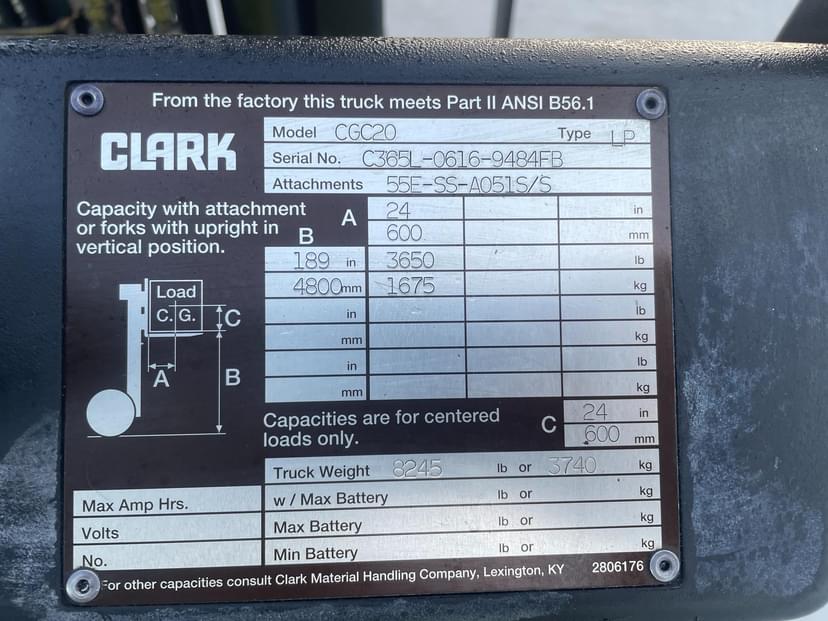 From the factory this truck meets Part II ANSI B56.1
CLARK
Model CGC20 Type LP
Serial No. C365L-0616-9484FB
Attachments 55E-SS-A051S/S
Capacity with attachment
or forks with upright in
vertical position.
A 24 in
600 mm
B
189 in 3650 lb
4800mm 1675 kg
in lb
mm kg
in lb
mm kg
Load
C. G.
C
A
B
Capacities are for centered
loads only.
C 24 in
600 mm
Truck Weight 8245 lb or 3740 kg
Max Amp Hrs. w / Max Battery lb or kg
Volts Max Battery lb or kg
No. Min Battery lb or kg
For other capacities consult Clark Material Handling Company, Lexington, KY 2806176